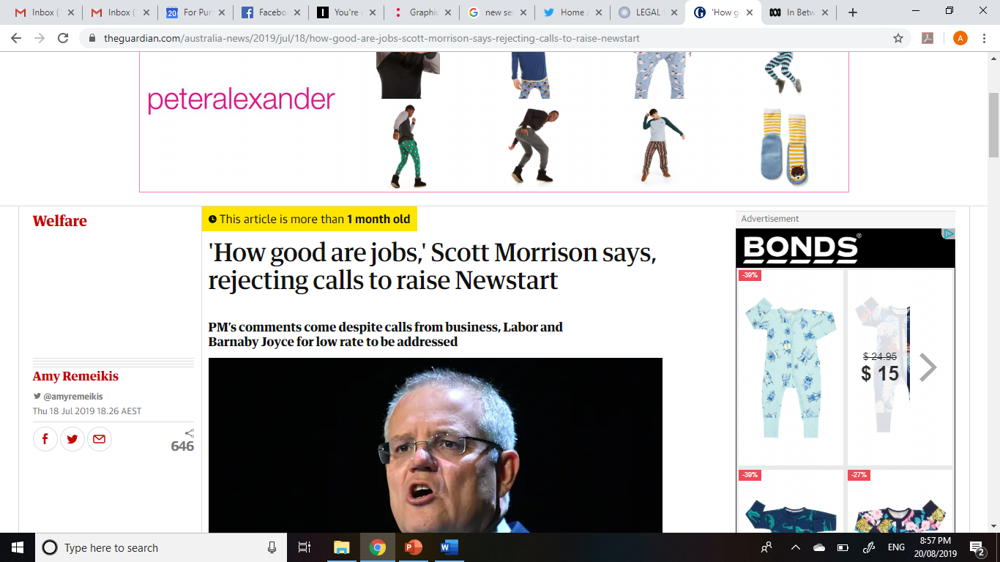 Inbox (
Inbox (
20
For Pur
Facebo
You're
Graphic
new se
Home /
LEGAL
'How g
In Betw
theguardian.com/australia-news/2019/jul/18/how-good-are-jobs-scott-morrison-says-rejecting-calls-to-raise-newstart
A
peteralexander
Welfare
This article is more than 1 month old
'How good are jobs,' Scott Morrison says,
rejecting calls to raise Newstart
PM's comments come despite calls from business, Labor and
Barnaby Joyce for low rate to be addressed
Amy Remeikis
@amyremeikis
Thu 18 Jul 2019 18.26 AEST
646
Advertisement
BONDS®
-39%
$ 24.95
$ 15
-39%
-27%
Type here to search
ENG
8:57 PM
20/08/2019
2